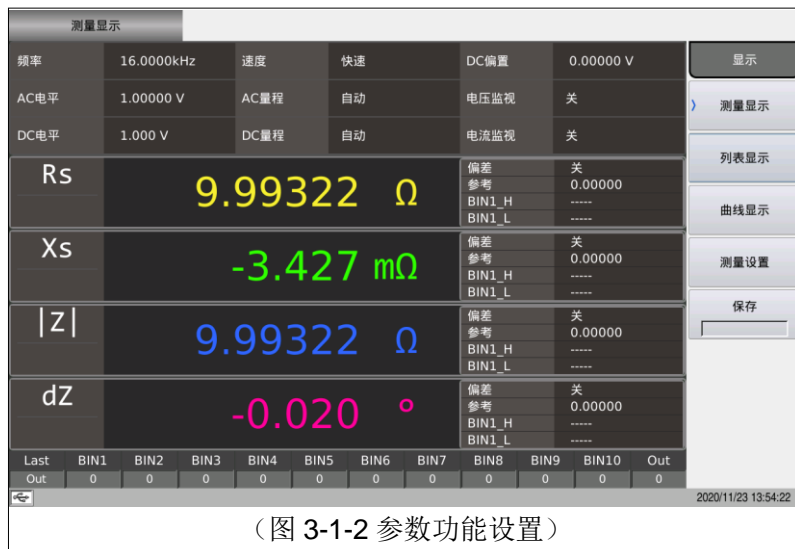 测量显示
频率 16.0000kHz 速度 快速 DC偏置 0.00000 V
AC电平 1.00000 V AC量程 自动 电压监视 关
DC电平 1.000 V DC量程 自动 电流监视 关
Rs 9.99322 Ω
偏差 关
参考 0.00000
BIN1_H -----
BIN1_L -----
Xs -3.427 mΩ
偏差 关
参考 0.00000
BIN1_H -----
BIN1_L -----
|Z| 9.99322 Ω
偏差 关
参考 0.00000
BIN1_H -----
BIN1_L -----
dZ -0.020 °
偏差 关
参考 0.00000
BIN1_H -----
BIN1_L -----
Last BIN1 BIN2 BIN3 BIN4 BIN5 BIN6 BIN7 BIN8 BIN9 BIN10 Out
Out 0 0 0 0 0 0 0 0 0 0 0
显示
测量显示
列表显示
曲线显示
测量设置
保存
2020/11/23 13:54:22
（图 3-1-2 参数功能设置）